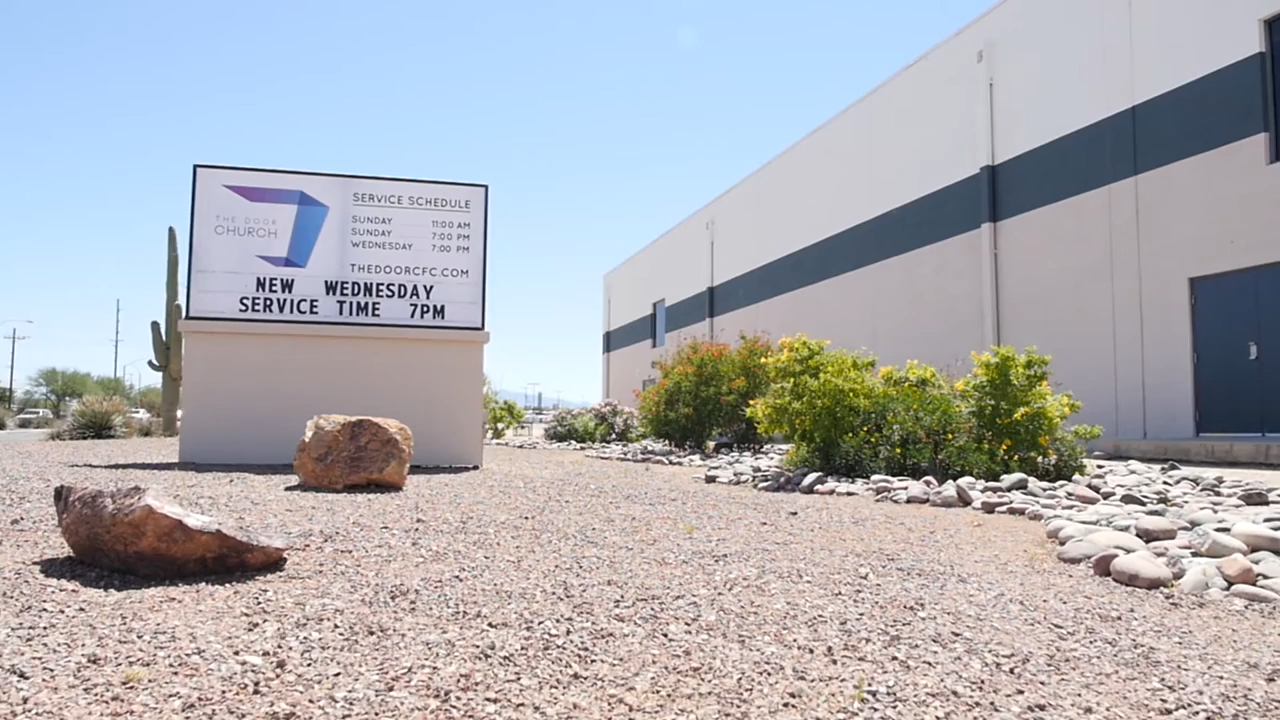 THE DOOR
CHURCH
SERVICE SCHEDULE
SUNDAY 11:00 AM
SUNDAY 7:00 PM
WEDNESDAY 7:00 PM
THEDOORCFC.COM
NEW WEDNESDAY
SERVICE TIME 7PM